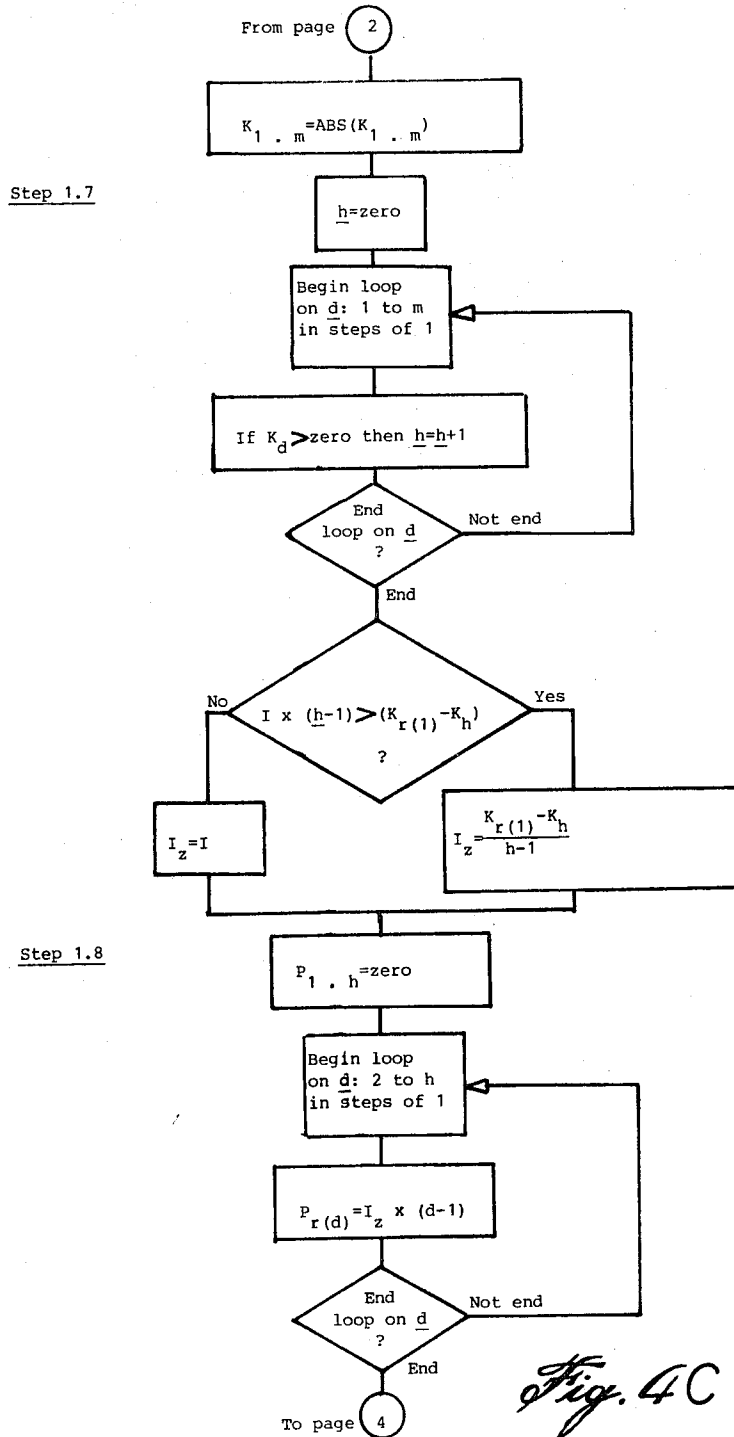 From page 2
K1 . m=ABS(K1 . m)
Step 1.7
h=zero
Begin loop
on d: 1 to m
in steps of 1
If Kd>zero then h=h+1
End
loop on d
?
Not end
End
No
I x (h-1)>(Kr(1)-Kh)
?
Yes
Iz=I
Iz=Kr(1)-Kh
h-1
Step 1.8
P1 . h=zero
Begin loop
on d: 2 to h
in steps of 1
Pr(d)=Iz x (d-1)
End
loop on d
?
Not end
End
To page 4
Fig. 4C